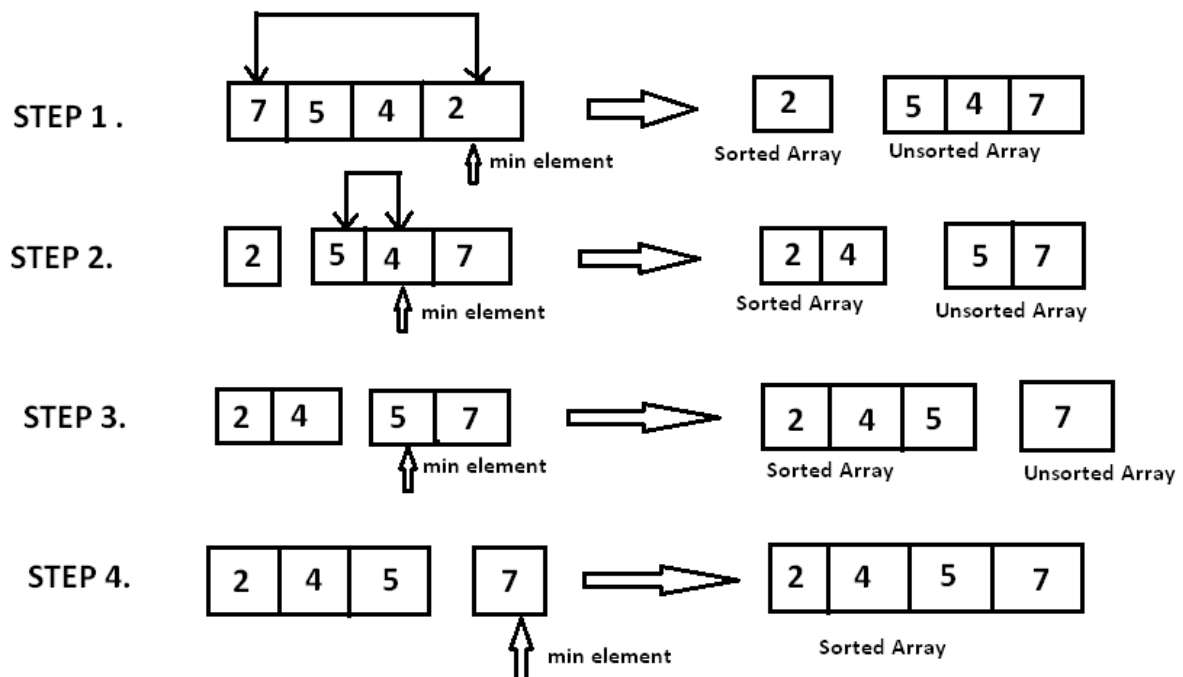 STEP 1 .
7 5 4 2
2
5 4 7
min element
Sorted Array
Unsorted Array
STEP 2.
2
5 4 7
2 4
5 7
min element
Sorted Array
Unsorted Array
STEP 3.
2 4
5 7
2 4 5
7
min element
Sorted Array
Unsorted Array
STEP 4.
2 4 5
7
2 4 5 7
min element
Sorted Array